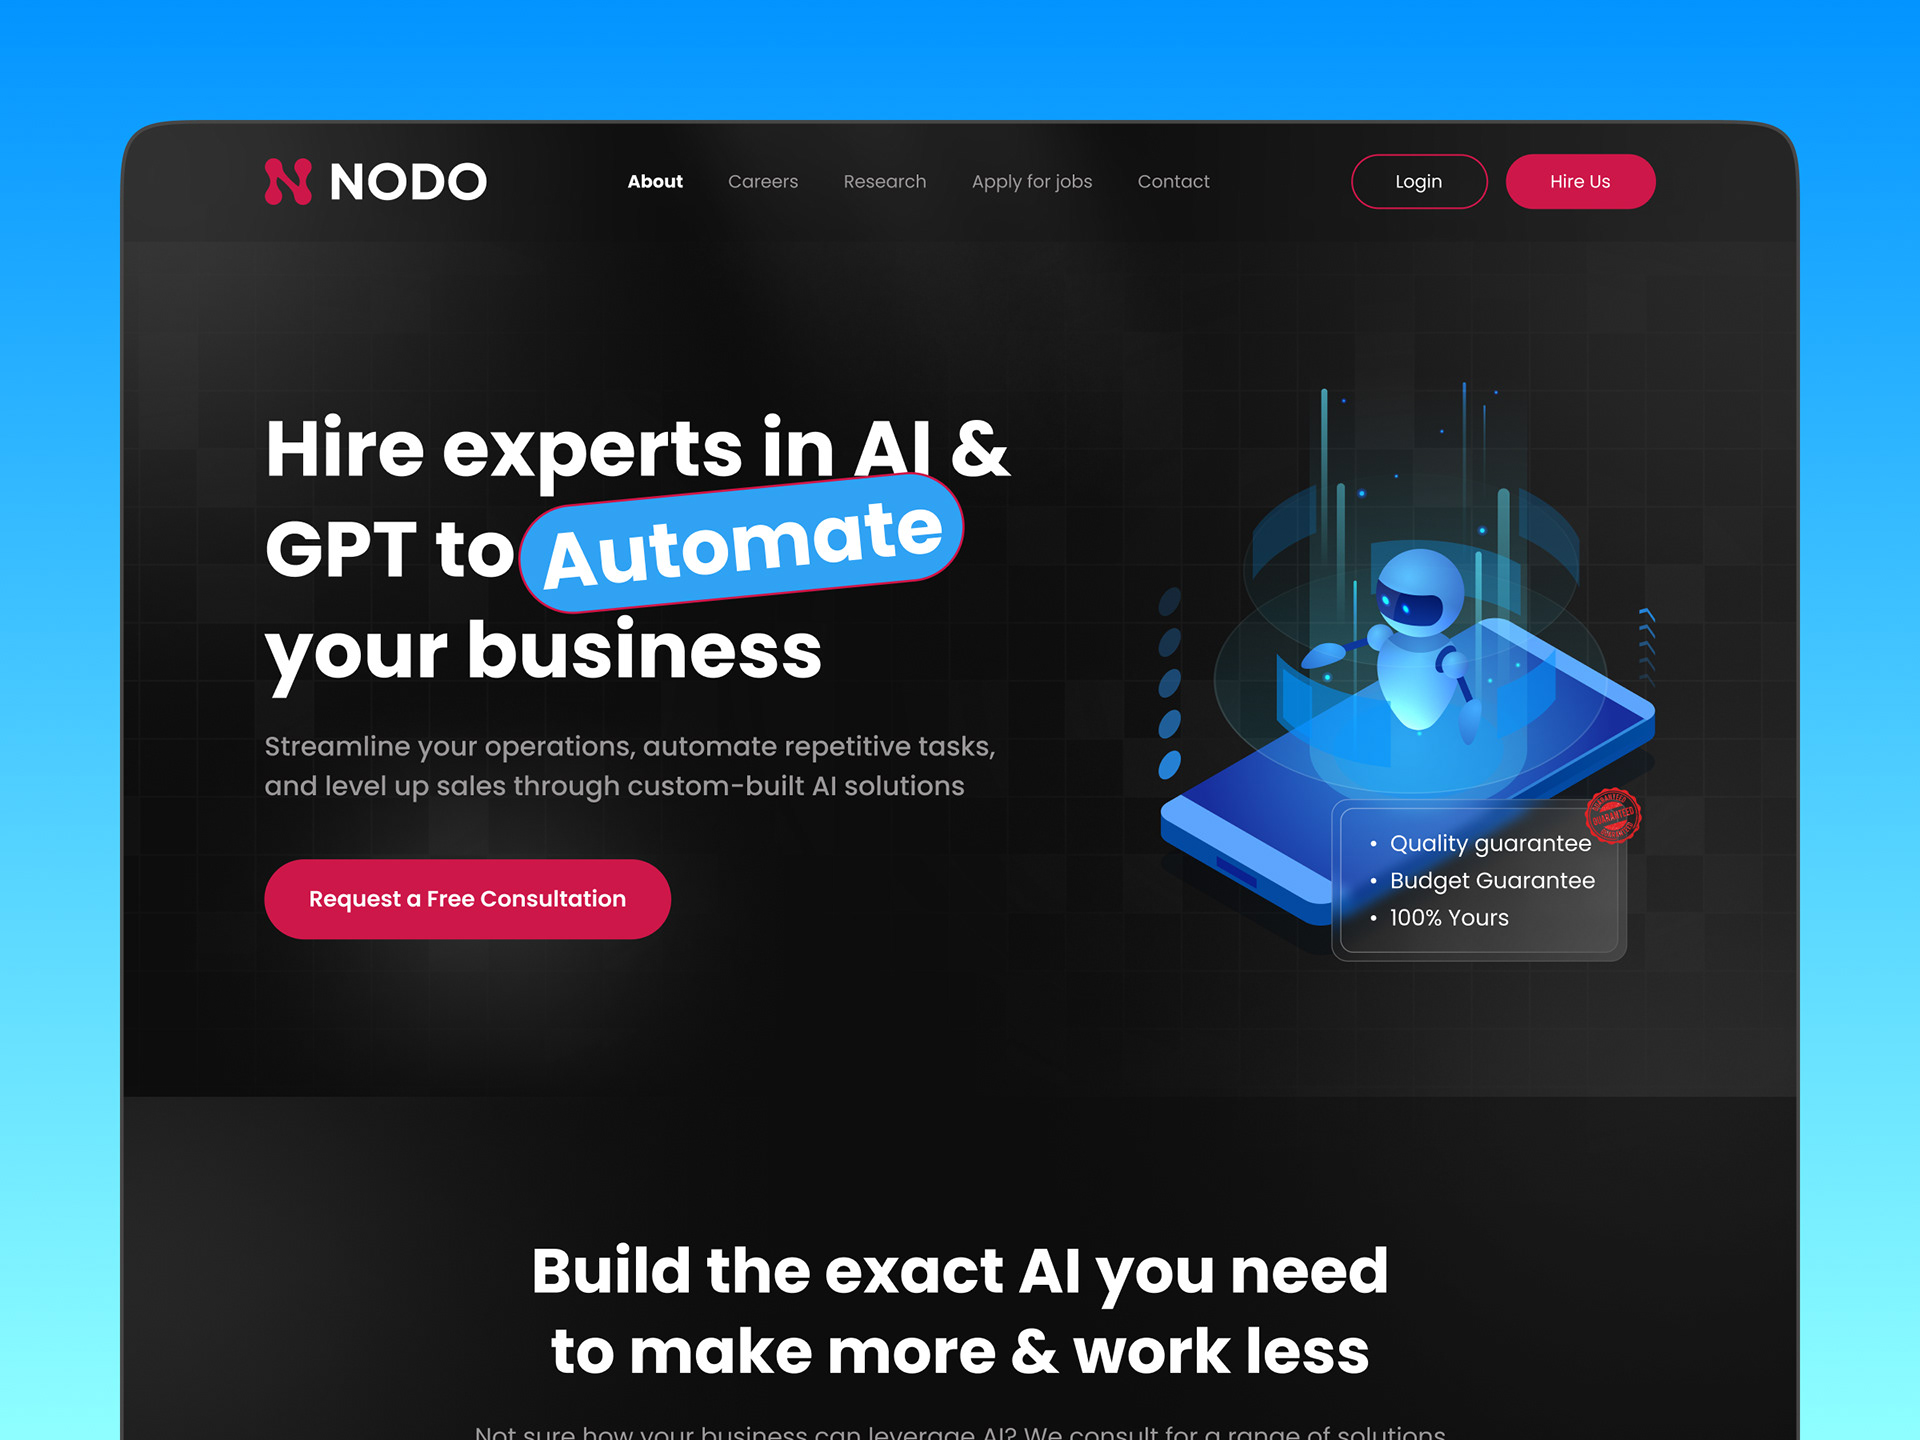 NODO
About
Careers
Research
Apply for jobs
Contact
Login
Hire Us
Hire experts in AI &
GPT to Automate
your business
Streamline your operations, automate repetitive tasks,
and level up sales through custom-built AI solutions
Request a Free Consultation
GUARANTEED
• Quality guarantee
• Budget Guarantee
• 100% Yours
Build the exact AI you need
to make more & work less
Not sure how your business can leverage AI? We consult for a range of solutions